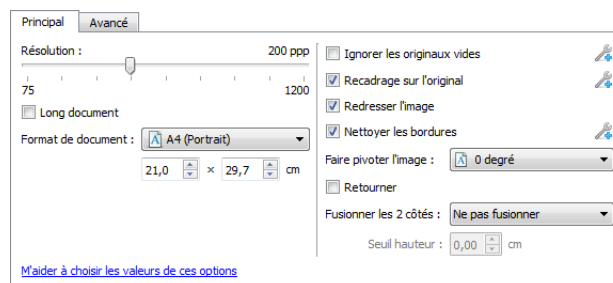 Principal Avancé
Résolution : 200 ppp
75 1200
Long document
Format de document : A4 (Portrait)
21,0 × 29,7 cm
Ignorer les originaux vides
Recadrage sur l'original
Redresser l'image
Nettoyer les bordures
Faire pivoter l'image : 0 degré
Retourner
Fusionner les 2 côtés : Ne pas fusionner
Seuil hauteur : 0,00 cm
M'aider à choisir les valeurs de ces options